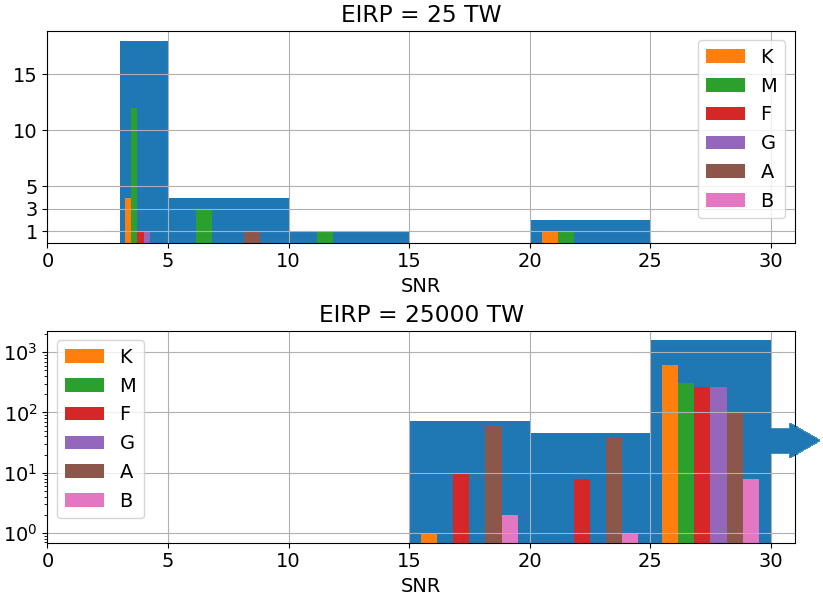 EIRP = 25 TW
15
10
5
3
1
K
M
F
G
A
B
0 5 10 15 20 25 30
SNR
EIRP = 25000 TW
10³
10²
10¹
10⁰
K
M
F
G
A
B
0 5 10 15 20 25 30
SNR